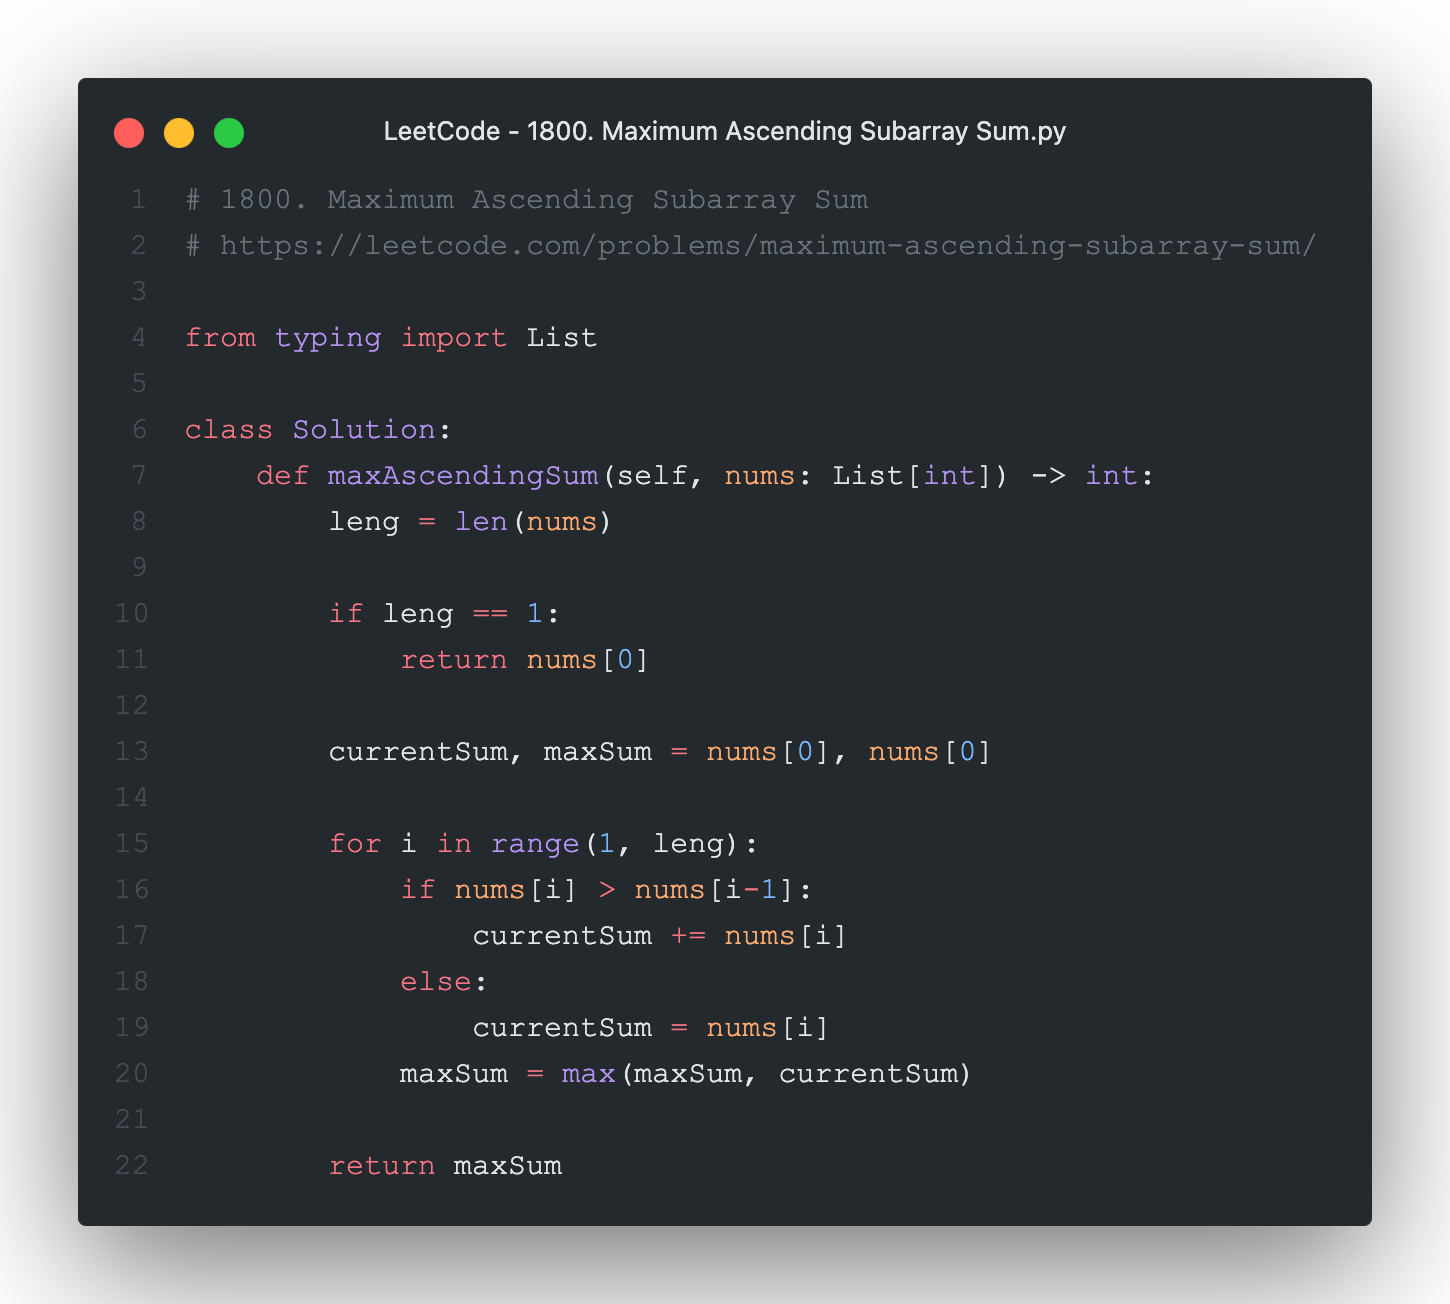 LeetCode - 1800. Maximum Ascending Subarray Sum.py
1 # 1800. Maximum Ascending Subarray Sum
2 # https://leetcode.com/problems/maximum-ascending-subarray-sum/
3
4 from typing import List
5
6 class Solution:
7     def maxAscendingSum(self, nums: List[int]) -> int:
8         leng = len(nums)
9
10         if leng == 1:
11             return nums[0]
12
13         currentSum, maxSum = nums[0], nums[0]
14
15         for i in range(1, leng):
16             if nums[i] > nums[i-1]:
17                 currentSum += nums[i]
18             else:
19                 currentSum = nums[i]
20             maxSum = max(maxSum, currentSum)
21
22         return maxSum